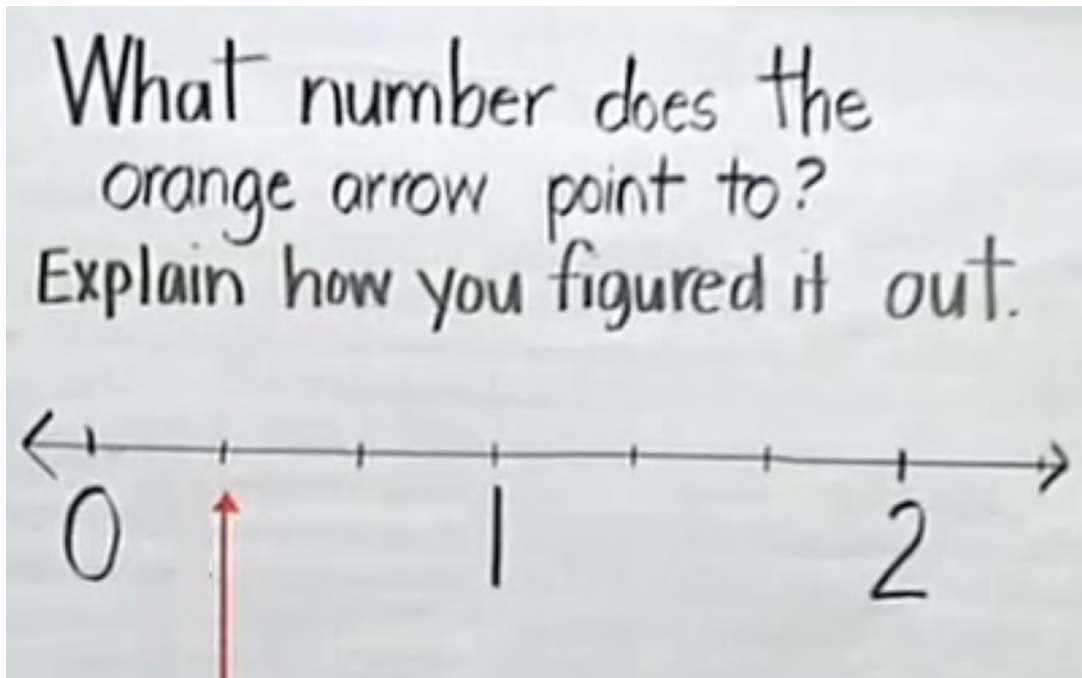 What number does the
orange arrow point to?
Explain how you figured it out.
0 1 2